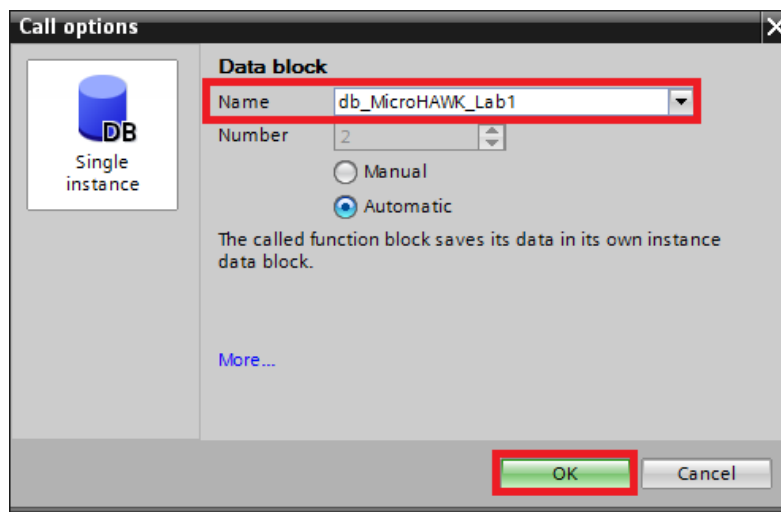 Call options
Data block
Name db_MicroHAWK_Lab1
Number 2
Manual
Automatic
DB
Single
instance
The called function block saves its data in its own instance
data block.
More...
OK Cancel